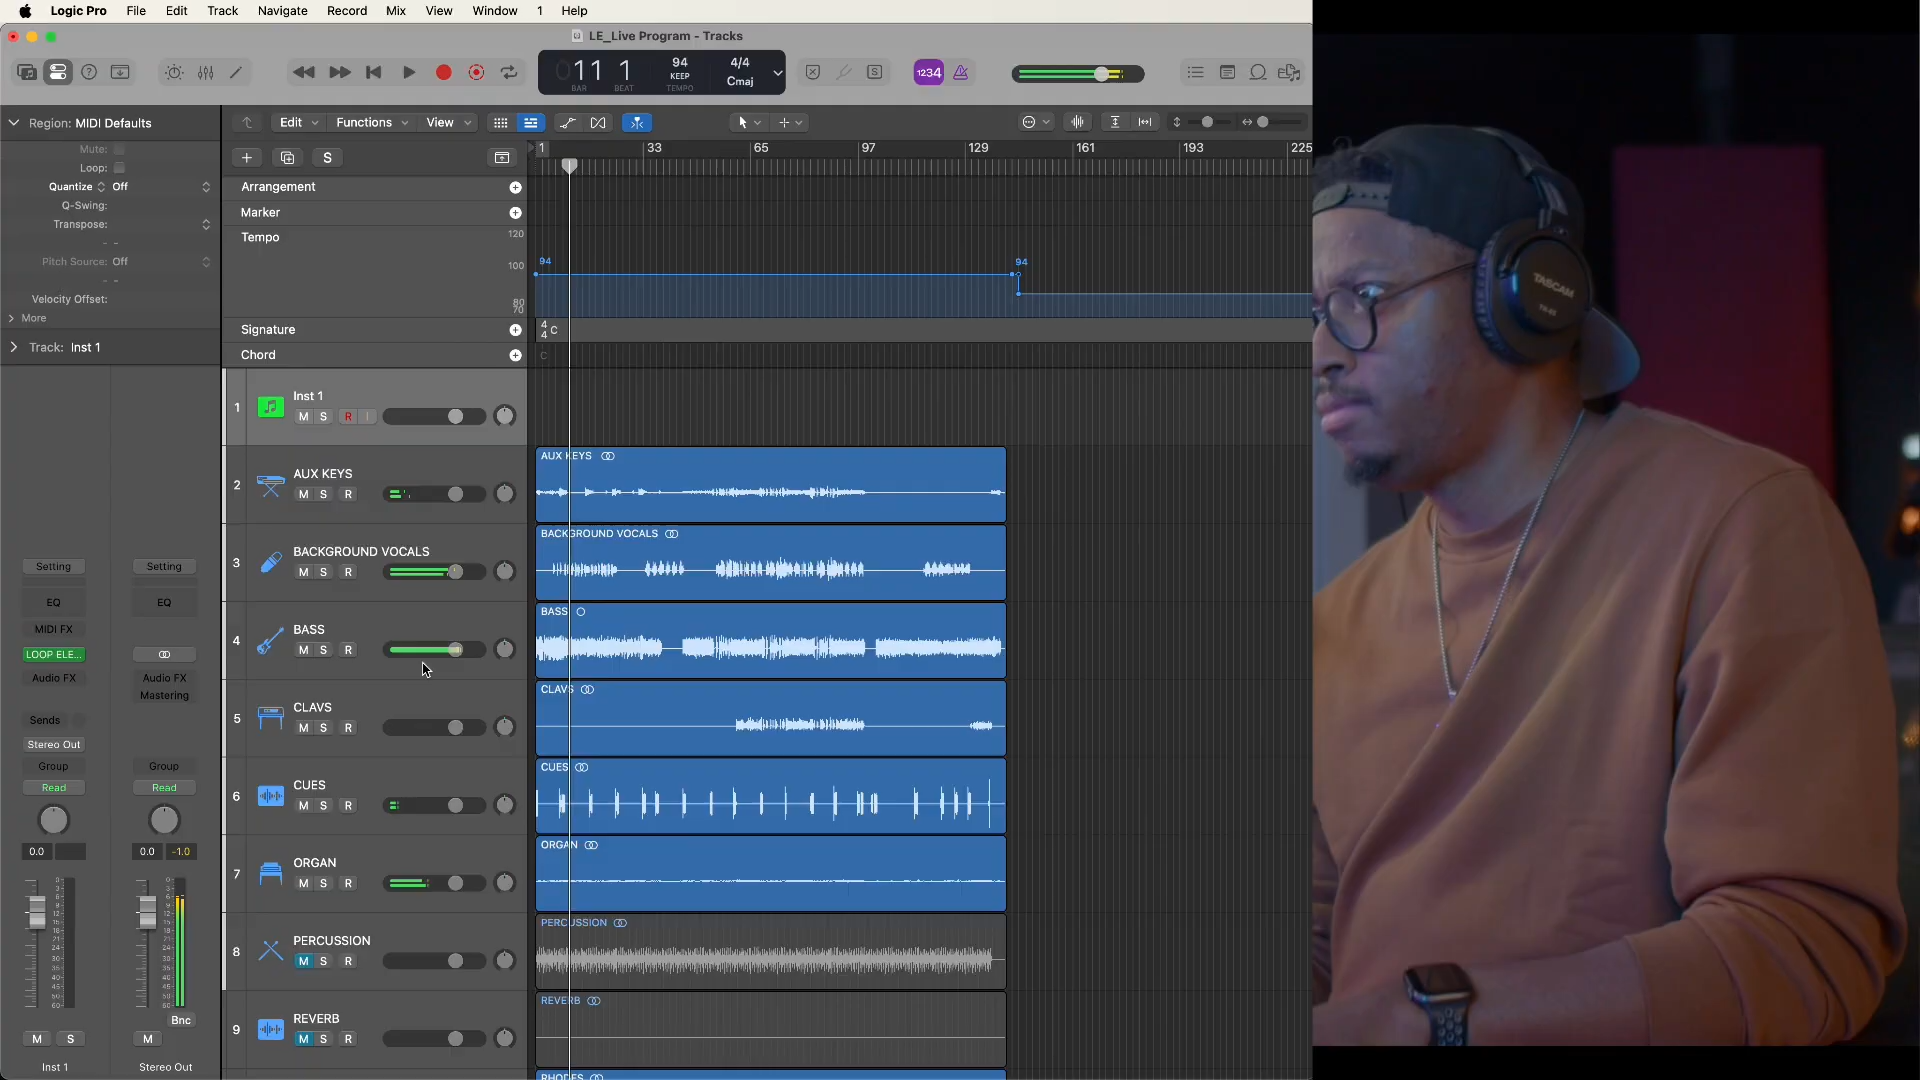 Logic Pro File Edit Track Navigate Record Mix View Window 1 Help
LE_Live Program - Tracks
011 1
BAR BEAT
94
KEEP
TEMPO
4/4
Cmaj
1234
S
Region: MIDI Defaults
Mute:
Loop:
Quantize Off
Q-Swing:
Transpose:
- -
Pitch Source: Off
- -
Velocity Offset:
More
Track: Inst 1
Edit Functions View
S
1 33 65 97 129 161 193 225
Arrangement
Marker
Tempo
120
100
80
70
94
94
Signature
4/4 C
Chord
C
1 Inst 1
M S R I
2 AUX KEYS
M S R
AUX KEYS
3 BACKGROUND VOCALS
M S R
BACKGROUND VOCALS
4 BASS
M S R
BASS
5 CLAVS
M S R
CLAVS
6 CUES
M S R
CUES
7 ORGAN
M S R
ORGAN
8 PERCUSSION
M S R
PERCUSSION
9 REVERB
M S R
REVERB
RHODES
Setting Setting
EQ EQ
MIDI FX
LOOP ELE...
Audio FX Audio FX
Mastering
Sends
Stereo Out
Group Group
Read Read
0.0 0.0 -1.0
Bnc
M S M
Inst 1 Stereo Out
TASCAM